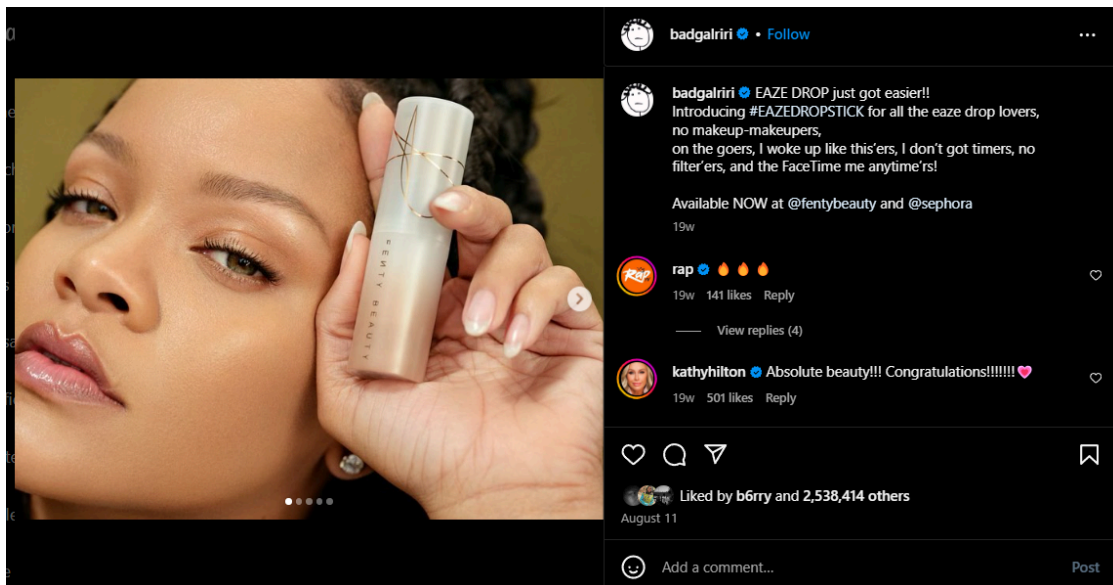 FENTY BEAUTY
badgalriri • Follow
badgalriri EAZE DROP just got easier!!
Introducing #EAZEDROPSTICK for all the eaze drop lovers,
no makeup-makeupers,
on the goers, I woke up like this'ers, I don't got timers, no
filter'ers, and the FaceTime me anytime'rs!
Available NOW at @fentybeauty and @sephora
19w
Rap
rap 🔥 🔥 🔥
19w 141 likes Reply
View replies (4)
kathyhilton Absolute beauty!!! Congratulations!!!!!!!💗
19w 501 likes Reply
Liked by b6rry and 2,538,414 others
August 11
Add a comment...
Post